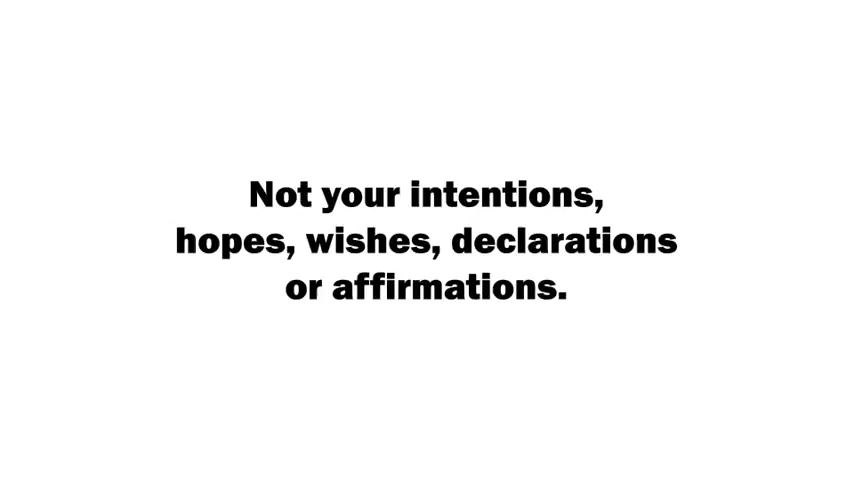 Not your intentions,
hopes, wishes, declarations
or affirmations.